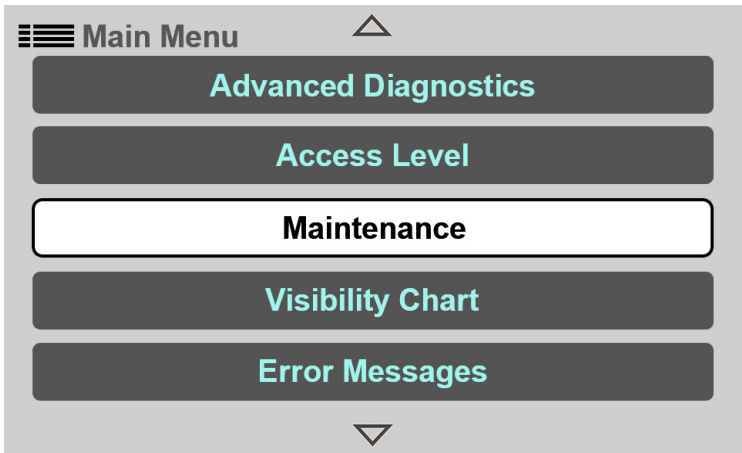 Main Menu
Advanced Diagnostics
Access Level
Maintenance
Visibility Chart
Error Messages